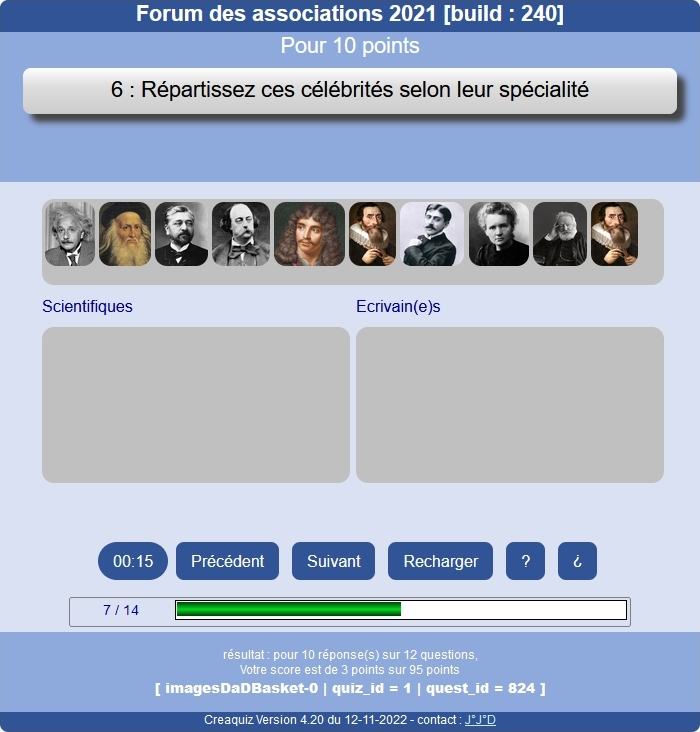 Forum des associations 2021 [build : 240]
Pour 10 points
6 : Répartissez ces célébrités selon leur spécialité
Scientifiques
Ecrivain(e)s
00:15 Précédent Suivant Recharger ? ¿
7 / 14
résultat : pour 10 réponse(s) sur 12 questions,
Votre score est de 3 points sur 95 points
[ imagesDaDBasket-0 | quiz_id = 1 | quest_id = 824 ]
Creaquiz Version 4.20 du 12-11-2022 - contact : J°J°D